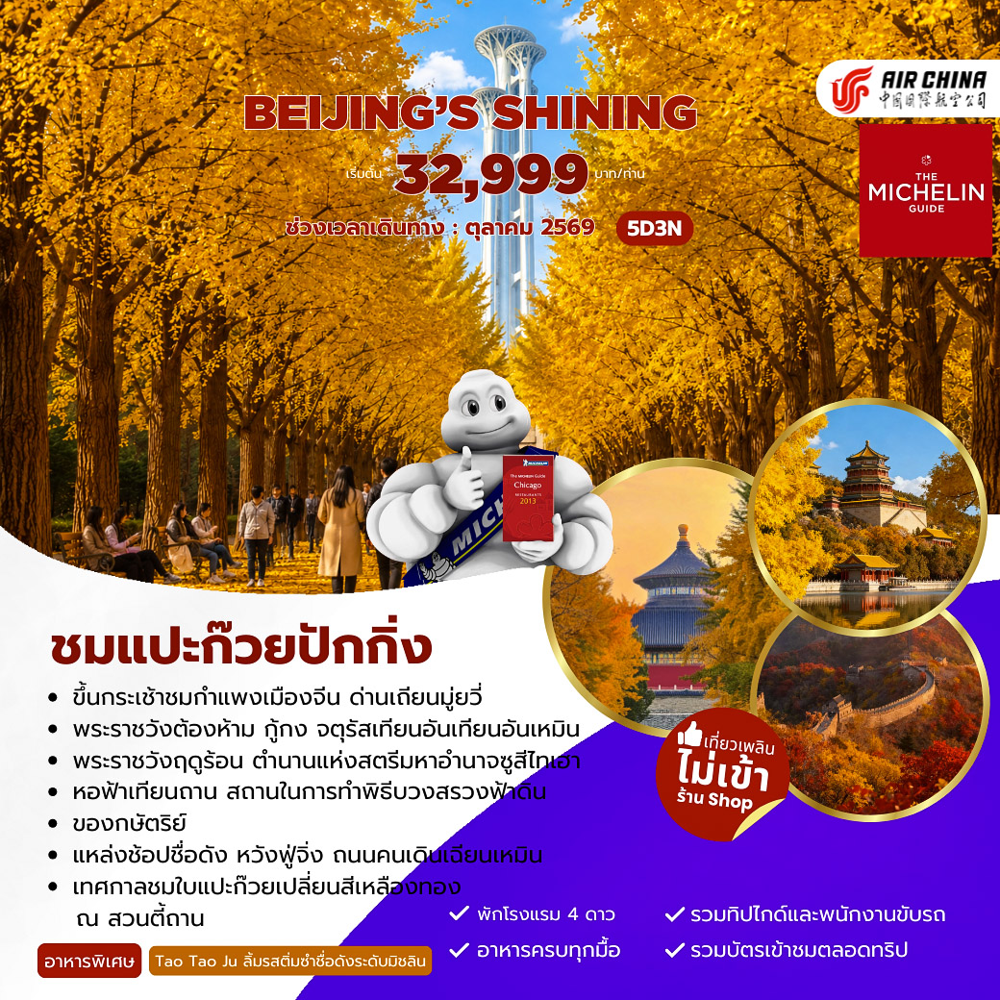 AIR CHINA
中国国际航空公司
BEIJING'S SHINING
THE
MICHELIN
GUIDE
เริ่มต้น 32,999 บาท/ท่าน
ช่วงเวลาเดินทาง : ตุลาคม 2569 5D3N
MICHELIN
The MICHELIN Guide
Chicago
RESTAURANTS
2013
MICH
ชมแปะก๊วยปักกิ่ง
• ขึ้นกระเช้าชมกำแพงเมืองจีน ด่านเถียนมู่ยวี่
• พระราชวังต้องห้าม กู้กง จตุรัสเทียนอันเทียนอันเหมิน
• พระราชวังฤดูร้อน ตำนานแห่งสตรีมหาอำนาจซูสีไทเฮา
• หอฟ้าเทียนถาน สถานในการทำพิธีบวงสรวงฟ้าดิน
• ของกษัตริย์
• แหล่งช้อปชื่อดัง หวังฟู่จิ่ง ถนนคนเดินเฉียนเหมิน
• เทศกาลชมใบแปะก๊วยเปลี่ยนสีเหลืองทอง
ณ สวนตี้ถาน
เที่ยวเพลิน
ไม่เข้า
ร้าน Shop
พักโรงแรม 4 ดาว
รวมทิปไกด์และพนักงานขับรถ
อาหารครบทุกมื้อ
รวมบัตรเข้าชมตลอดทริป
อาหารพิเศษ Tao Tao Ju ลิ้มรสติ่มซำชื่อดังระดับมิชลิน